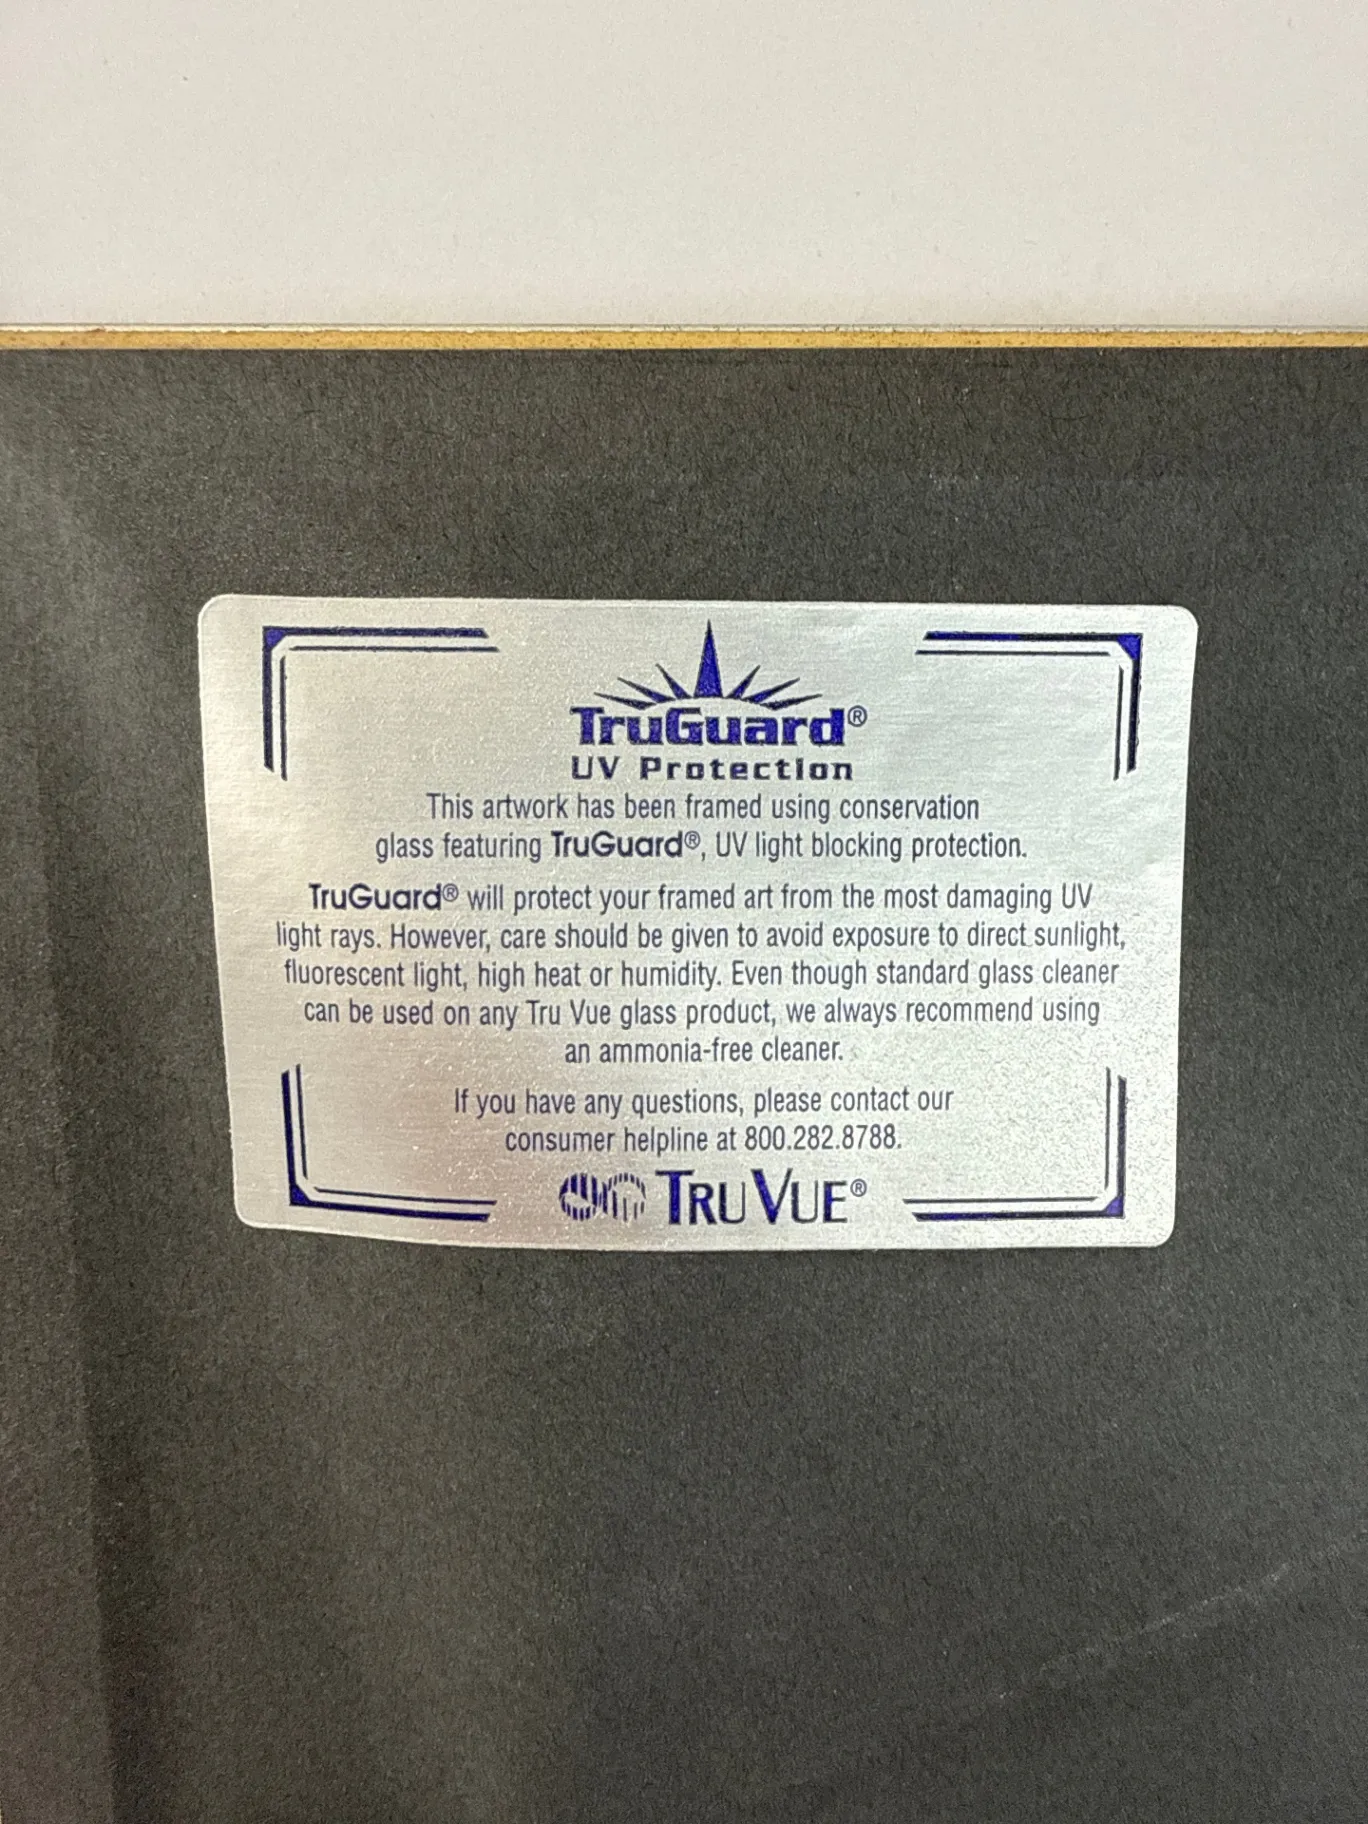 TruGuard®
UV Protection
This artwork has been framed using conservation
glass featuring TruGuard®, UV light blocking protection.
TruGuard® will protect your framed art from the most damaging UV
light rays. However, care should be given to avoid exposure to direct sunlight,
fluorescent light, high heat or humidity. Even though standard glass cleaner
can be used on any Tru Vue glass product, we always recommend using
an ammonia-free cleaner.
If you have any questions, please contact our
consumer helpline at 800.282.8788.
TRU VUE®